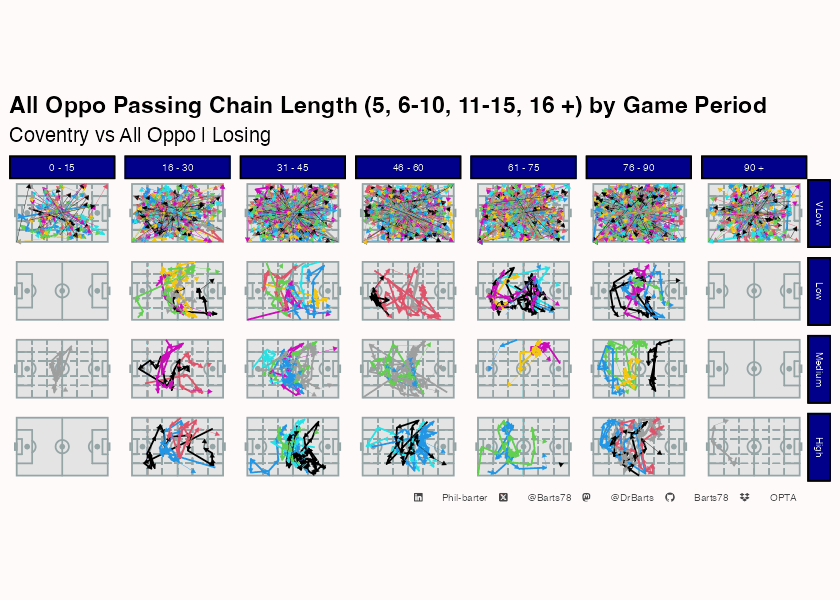 All Oppo Passing Chain Length (5, 6-10, 11-15, 16 +) by Game Period
Coventry vs All Oppo | Losing
0 - 15 16 - 30 31 - 45 46 - 60 61 - 75 76 - 90 90 +
V Low
Low
Medium
High
Phil-barter @Barts78 @DrBarts Barts78 OPTA